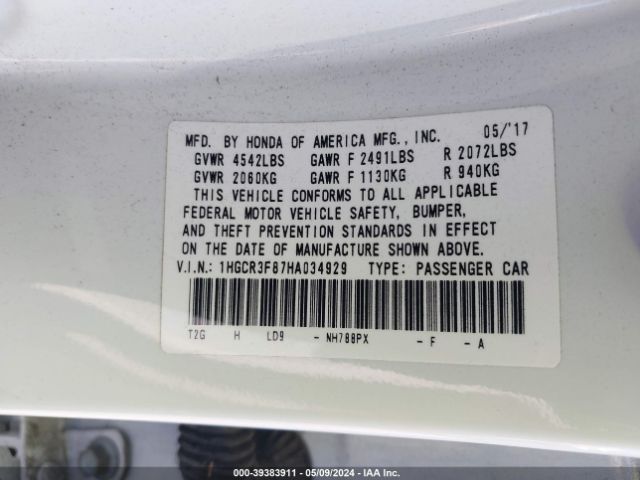 MFD. BY HONDA OF AMERICA MFG., INC. 05/'17
GVWR 4542LBS GAWR F 2491LBS R 2072LBS
GVWR 2060KG GAWR F 1130KG R 940KG
THIS VEHICLE CONFORMS TO ALL APPLICABLE
FEDERAL MOTOR VEHICLE SAFETY, BUMPER,
AND THEFT PREVENTION STANDARDS IN EFFECT
ON THE DATE OF MANUFACTURE SHOWN ABOVE.
V.I.N.: 1HGCR3F87HA034929 TYPE: PASSENGER CAR
T2G H LD9 - NH788PX - F - A
000-39383911 - 05/09/2024 - IAA Inc.